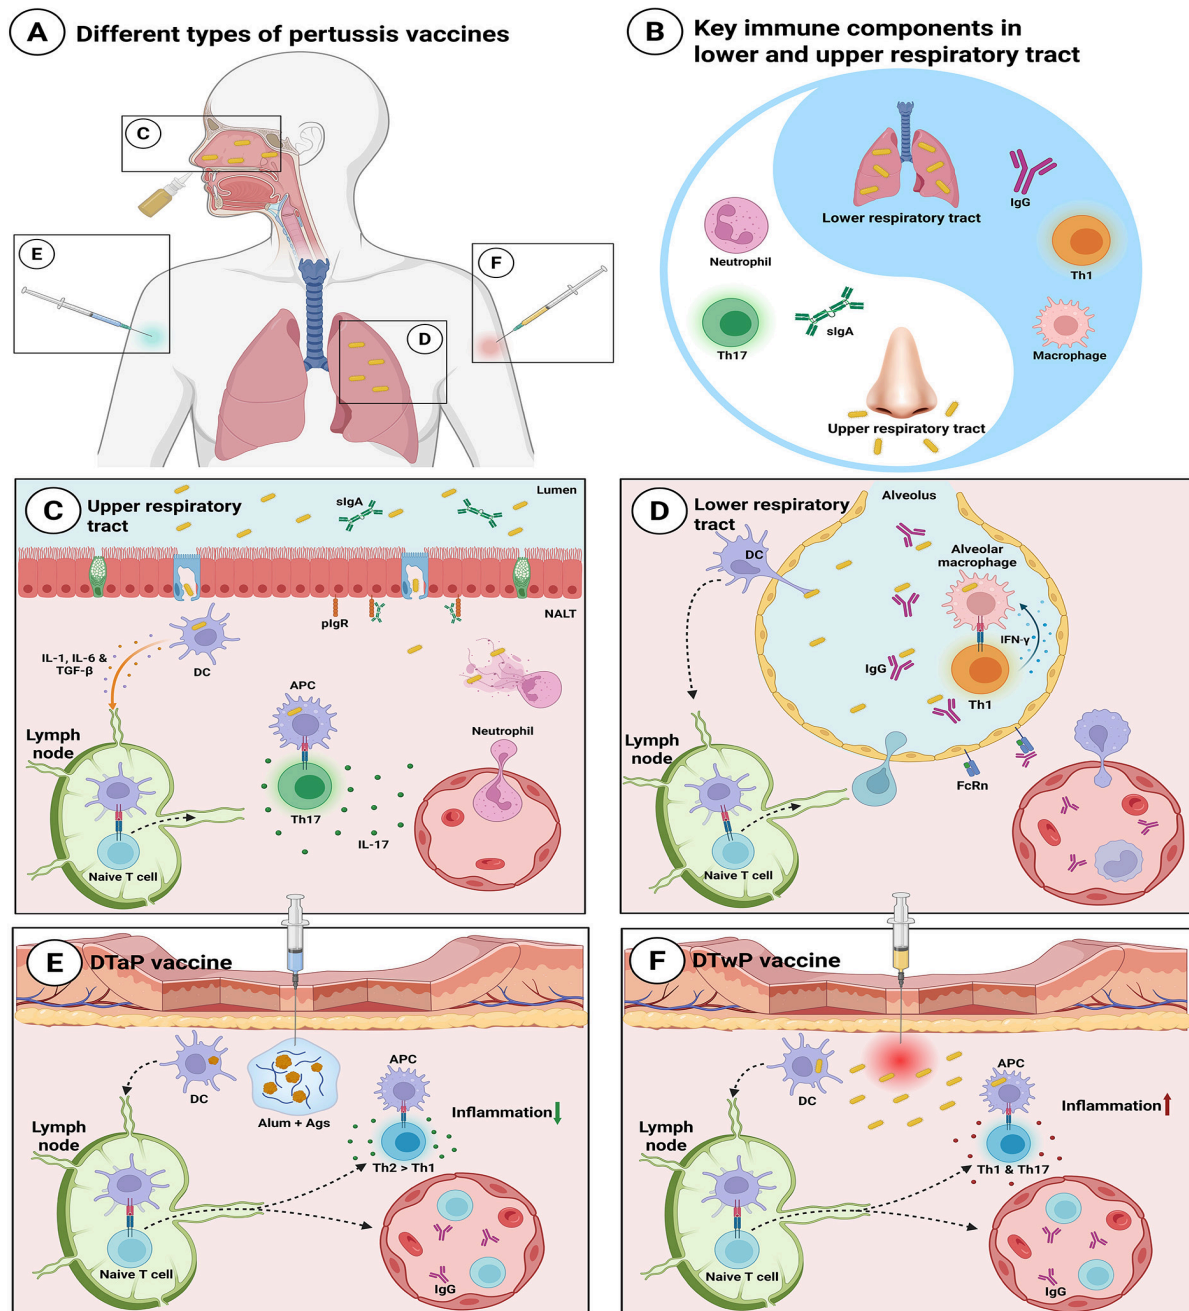 A
Different types of pertussis vaccines
C
E
F
D
B
Key immune components in
lower and upper respiratory tract
Lower respiratory tract
IgG
Neutrophil
Th1
Th17
sIgA
Macrophage
Upper respiratory tract
C
Upper respiratory
tract
Lumen
sIgA
NALT
pIgR
IL-1, IL-6 &
TGF-β
DC
APC
Lymph
node
Neutrophil
Th17
IL-17
Naive T cell
D
Lower respiratory
tract
Alveolus
DC
Alveolar
macrophage
IFN-γ
IgG
Th1
Lymph
node
FcRn
Naive T cell
E
DTaP vaccine
DC
Alum + Ags
APC
Inflammation
Lymph
node
Th2 > Th1
Naive T cell
IgG
F
DTwP vaccine
DC
APC
Inflammation
Lymph
node
Th1 & Th17
Naive T cell
IgG